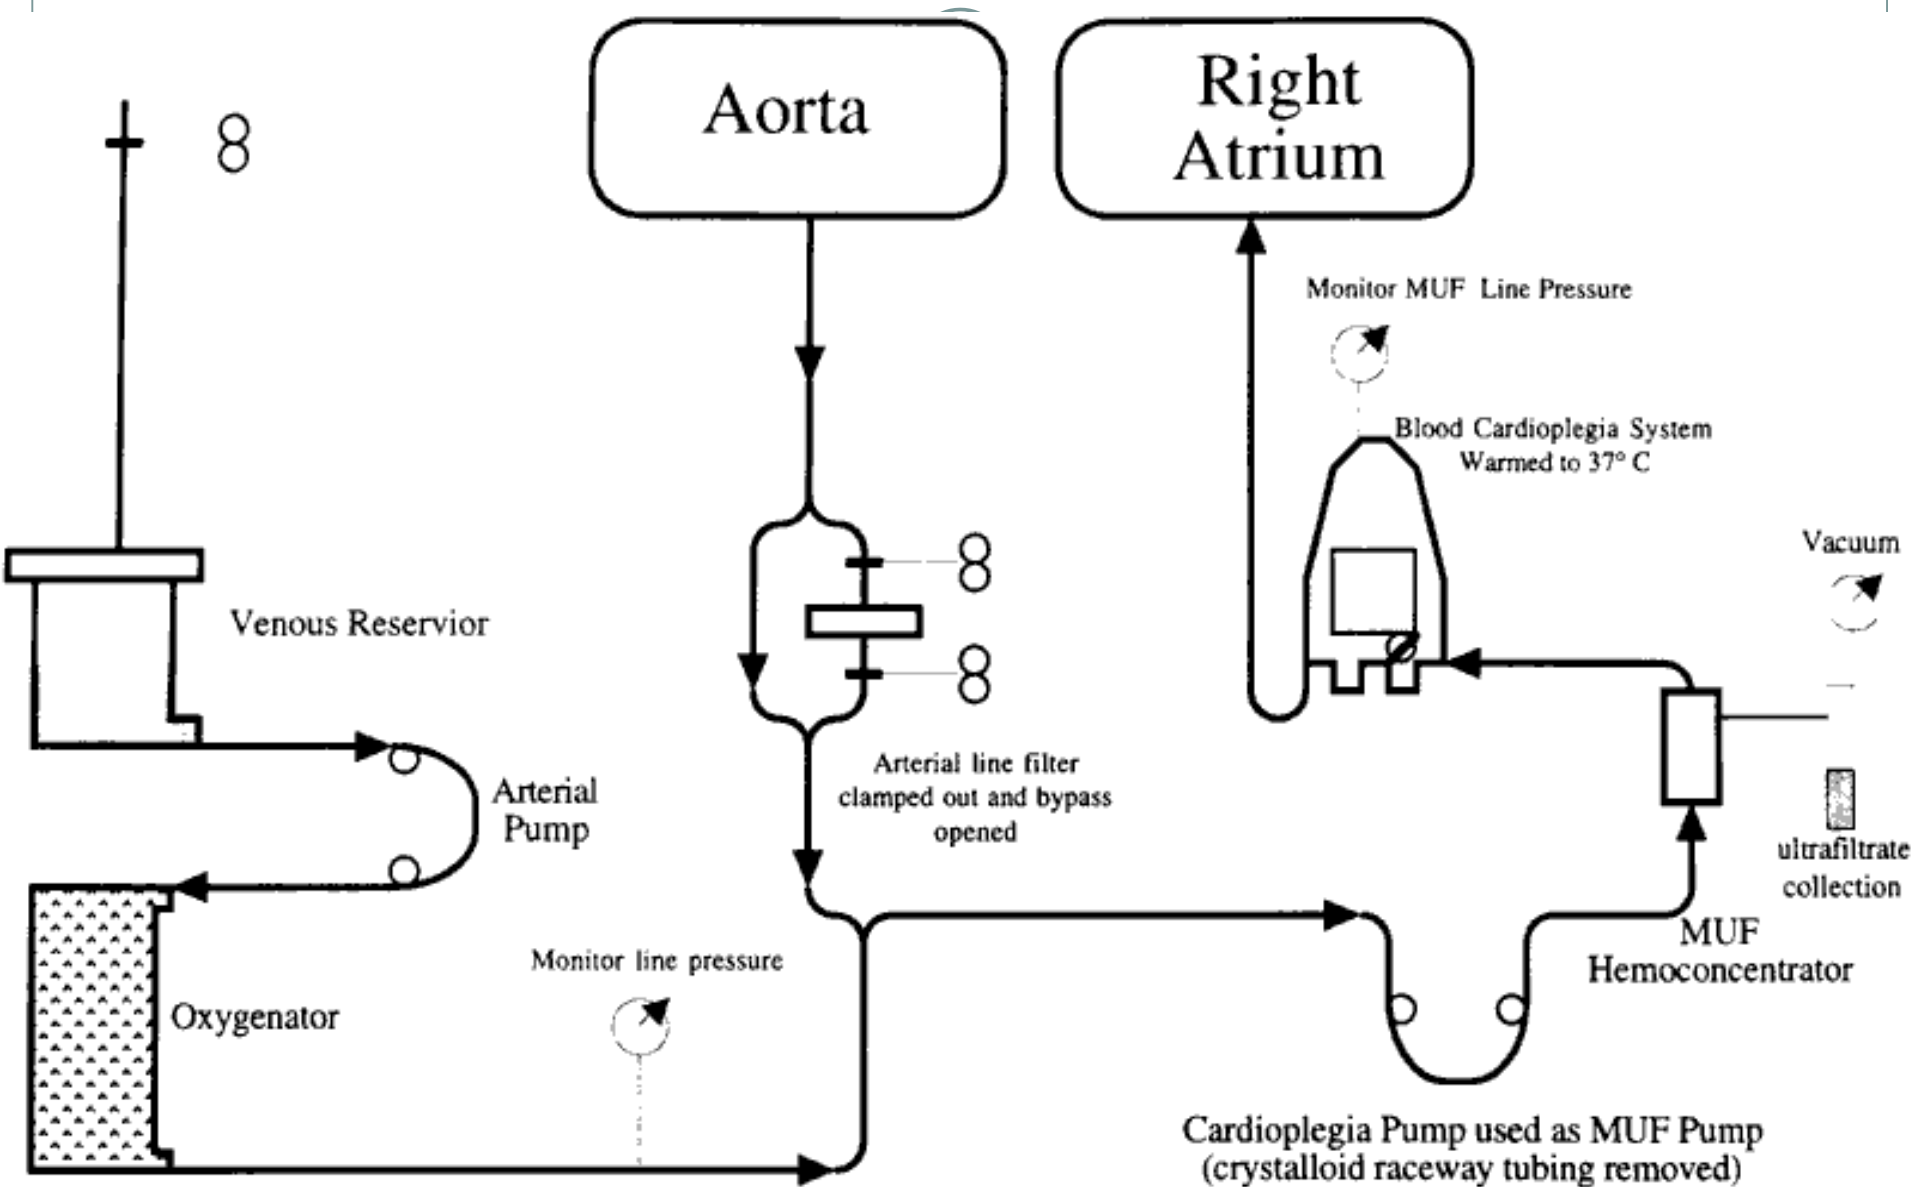 Aorta
Right
Atrium
Monitor MUF Line Pressure
Blood Cardioplegia System
Warmed to 37° C
Vacuum
Venous Reservior
Arterial
Pump
Arterial line filter
clamped out and bypass
opened
ultrafiltrate
collection
Monitor line pressure
MUF
Hemoconcentrator
Oxygenator
Cardioplegia Pump used as MUF Pump
(crystalloid raceway tubing removed)